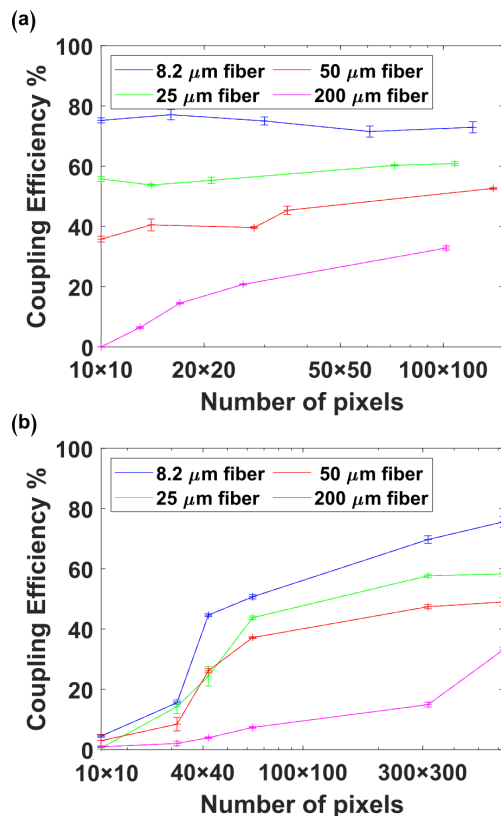 (a)
100
80
60
40
20
0
Coupling Efficiency %
8.2 μm fiber
50 μm fiber
25 μm fiber
200 μm fiber
10×10
20×20
50×50
100×100
Number of pixels
(b)
100
80
60
40
20
0
Coupling Efficiency %
8.2 μm fiber
50 μm fiber
25 μm fiber
200 μm fiber
10×10
40×40
100×100
300×300
Number of pixels